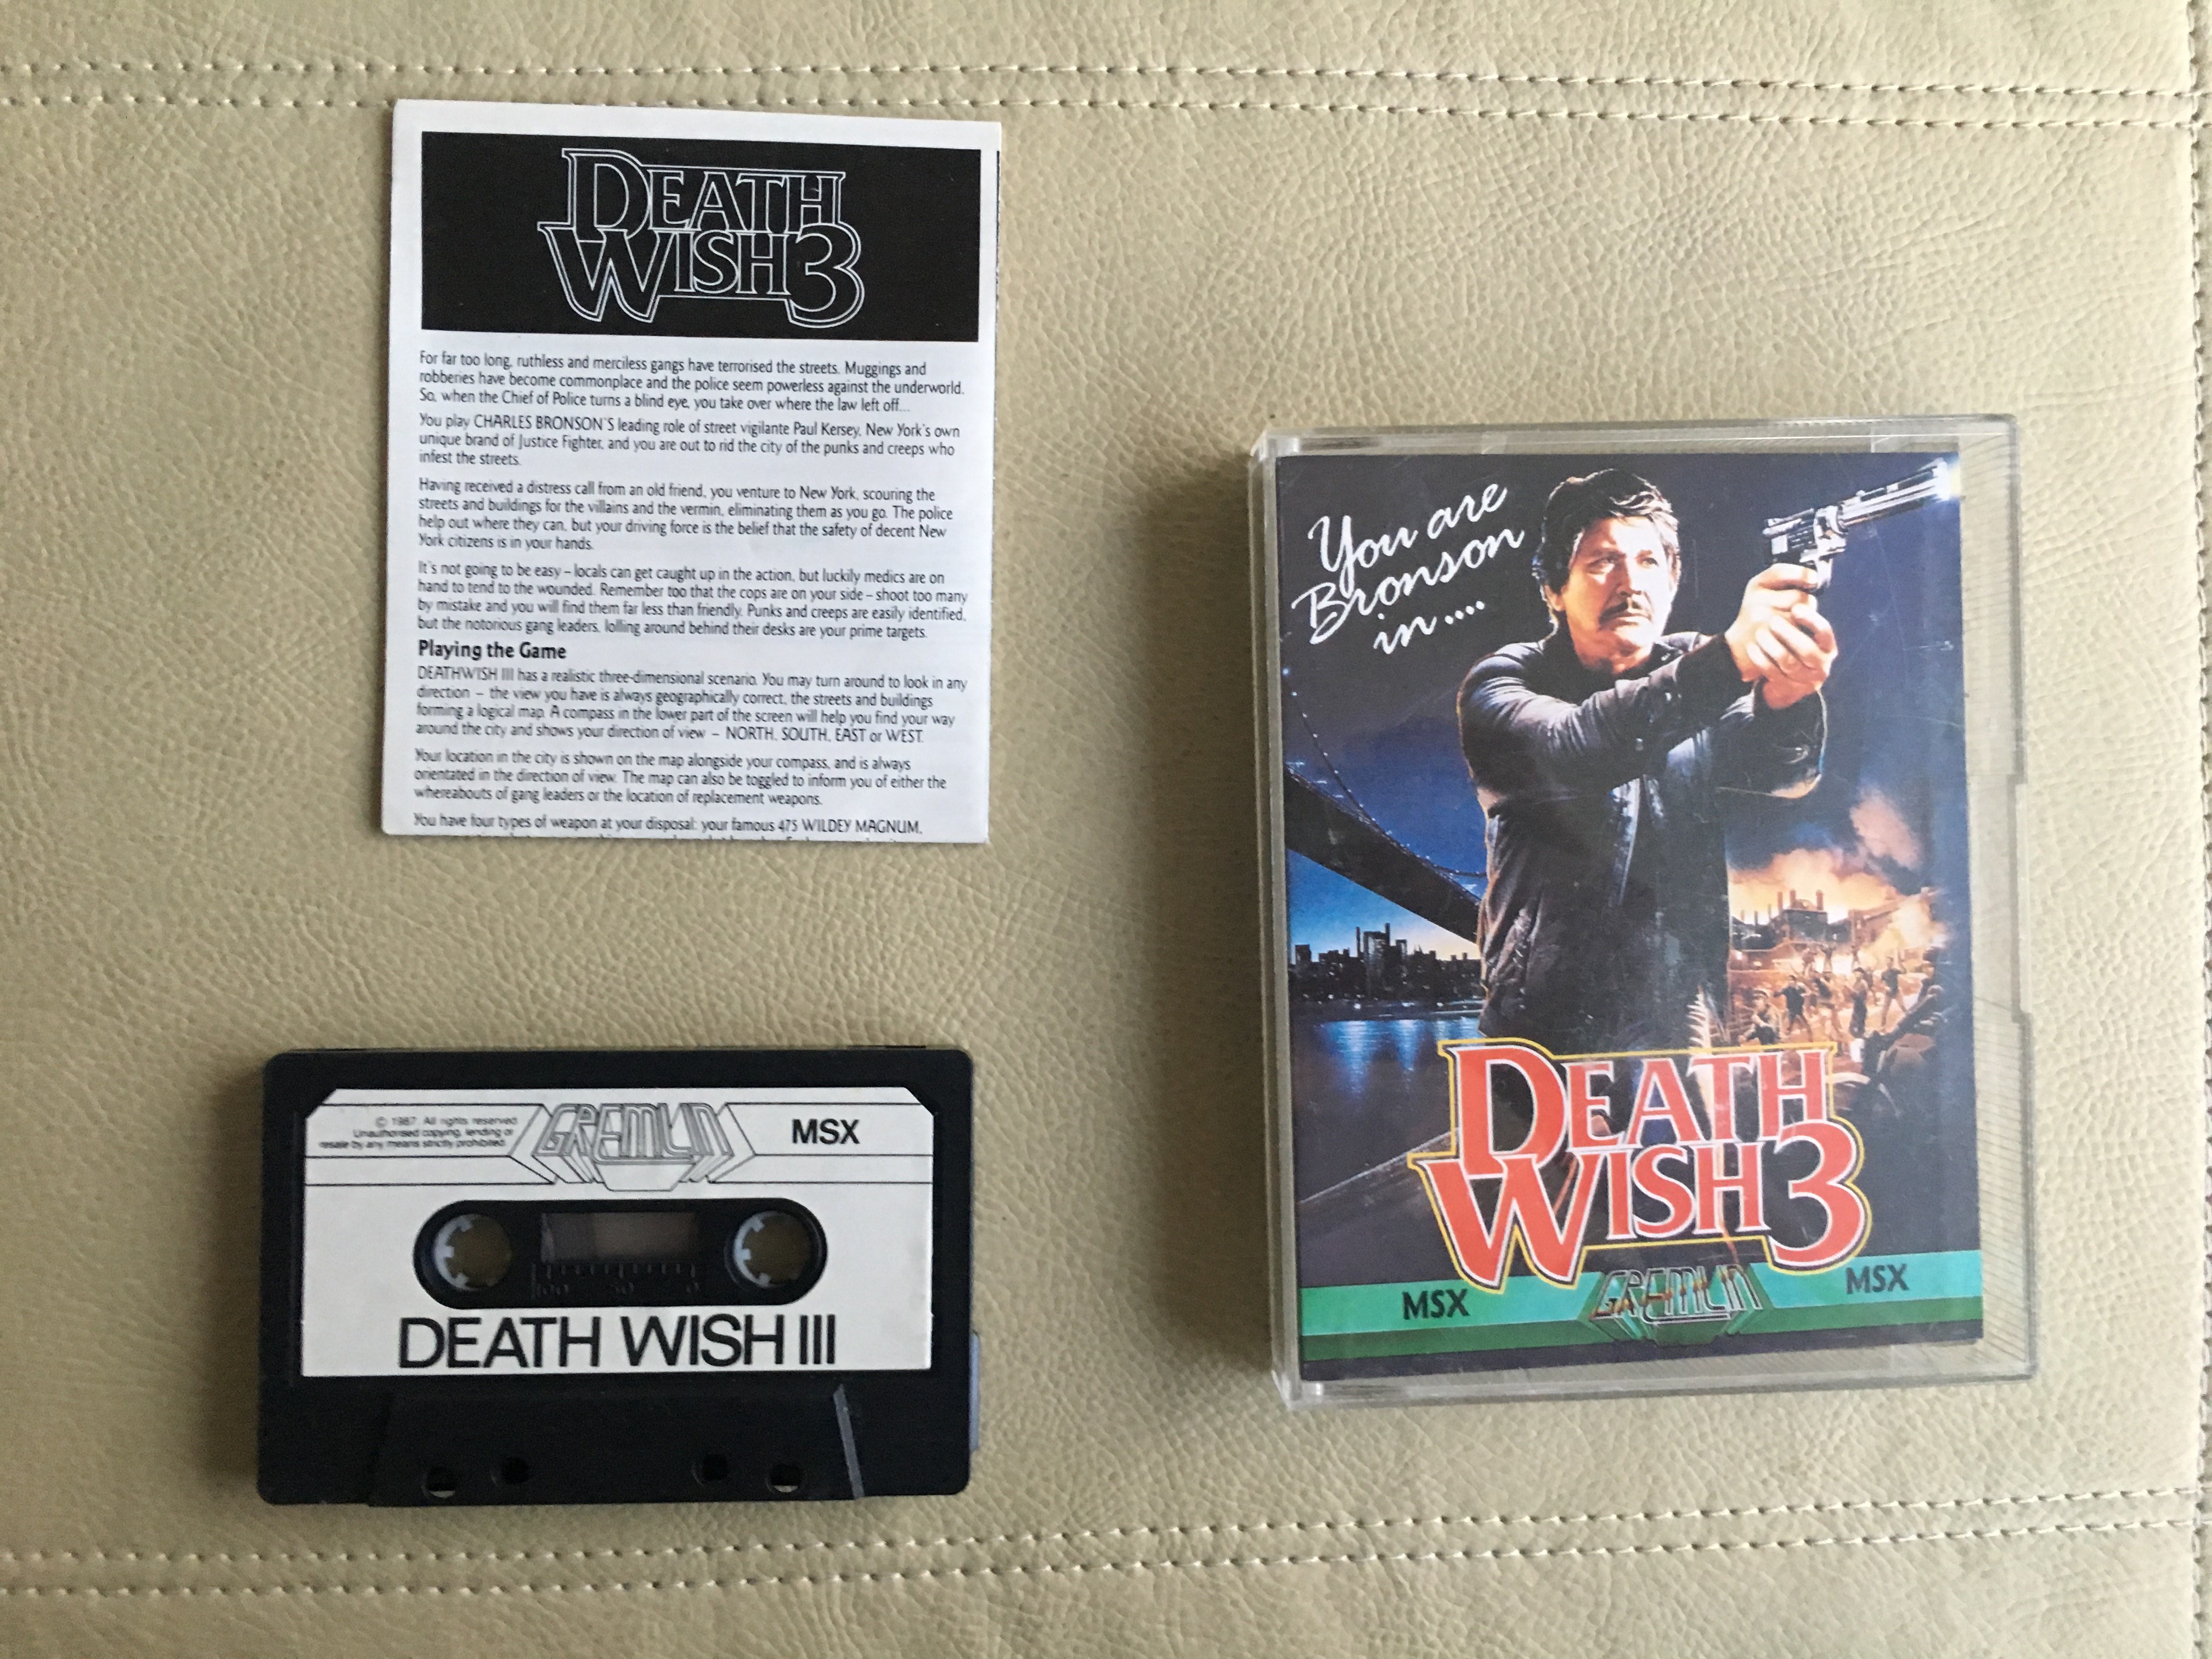 DEATH
WISH 3
For far too long, ruthless and merciless gangs have terrorised the streets. Muggings and
robberies have become commonplace and the police seem powerless against the underworld.
So, when the Chief of Police turns a blind eye, you take over where the law left off...
You play CHARLES BRONSON'S leading role of street vigilante Paul Kersey, New York's own
unique brand of Justice Fighter, and you are out to rid the city of the punks and creeps who
infest the streets.
Having received a distress call from an old friend, you venture to New York, scouring the
streets and buildings for the villains and the vermin, eliminating them as you go. The police
help out where they can, but your driving force is the belief that the safety of decent New
York citizens is in your hands.
It's not going to be easy – locals can get caught up in the action, but luckily medics are on
hand to tend to the wounded. Remember too that the cops are on your side – shoot too many
by mistake and you will find them far less than friendly. Punks and creeps are easily identified,
but the notorious gang leaders, lolling around behind their desks are your prime targets.
Playing the Game
DEATHWISH III has a realistic three-dimensional scenario. You may turn around to look in any
direction – the view you have is always geographically correct, the streets and buildings
forming a logical map. A compass in the lower part of the screen will help you find your way
around the city and shows your direction of view – NORTH, SOUTH, EAST or WEST.
Your location in the city is shown on the map alongside your compass, and is always
orientated in the direction of view. The map can also be toggled to inform you of either the
whereabouts of gang leaders or the location of replacement weapons.
You have four types of weapon at your disposal: your famous 475 WILDEY MAGNUM,
© 1987. All rights reserved.
Unauthorised copying, lending or
resale by any means strictly prohibited.
GREMLIN
MSX
100 50 0
DEATH WISH III
You are
Bronson
in....
DEATH
WISH 3
MSX GREMLIN MSX